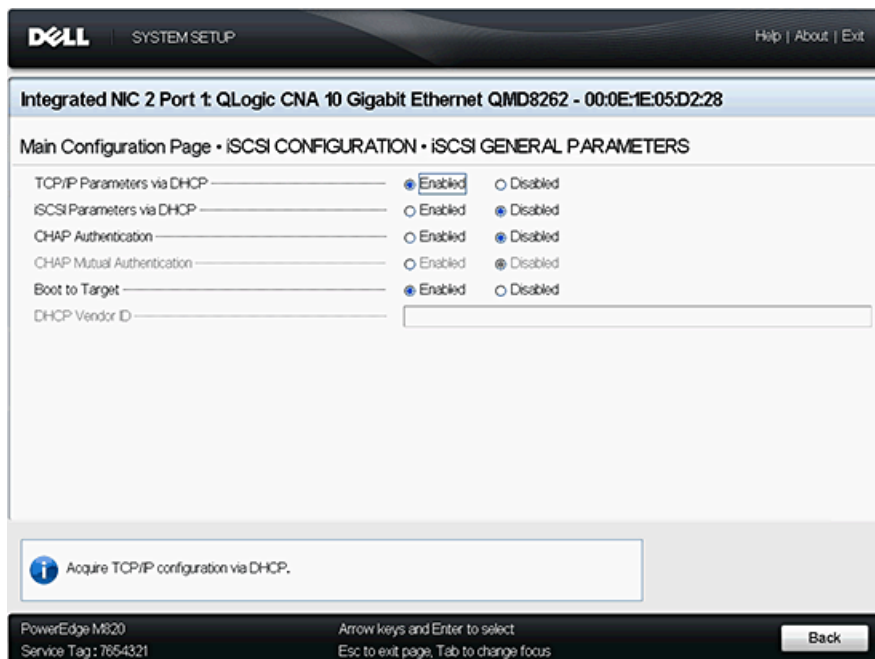 DELL SYSTEM SETUP Help | About | Exit
Integrated NIC 2 Port 1: QLogic CNA 10 Gigabit Ethernet QMD8262 - 00:0E:1E:05:D2:28
Main Configuration Page • iSCSI CONFIGURATION • iSCSI GENERAL PARAMETERS
TCP/IP Parameters via DHCP Enabled Disabled
iSCSI Parameters via DHCP Enabled Disabled
CHAP Authentication Enabled Disabled
CHAP Mutual Authentication Enabled Disabled
Boot to Target Enabled Disabled
DHCP Vendor ID
Acquire TCP/IP configuration via DHCP.
PowerEdge M820 Arrow keys and Enter to select
Service Tag : 7654321 Esc to exit page, Tab to change focus
Back